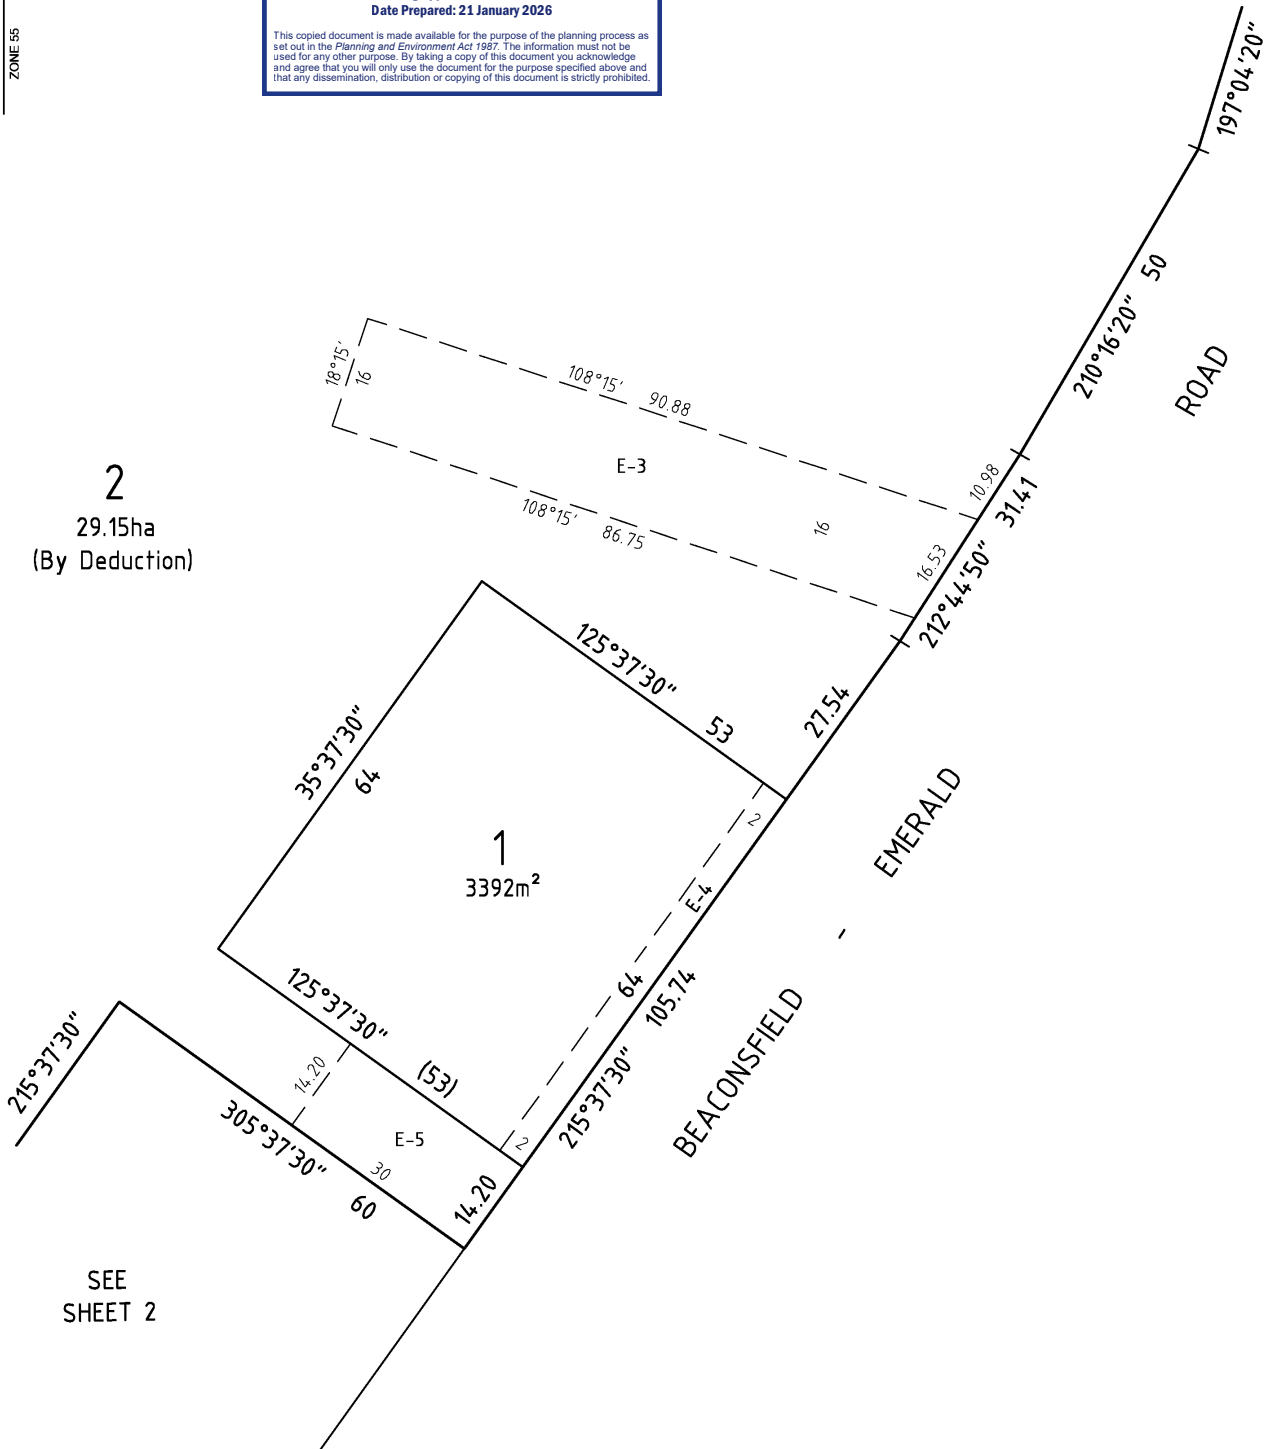 Date Prepared: 21 January 2026
This copied document is made available for the purpose of the planning process as
set out in the Planning and Environment Act 1987. The information must not be
used for any other purpose. By taking a copy of this document you acknowledge
and agree that you will only use the document for the purpose specified above and
that any dissemination, distribution or copying of this document is strictly prohibited.
ZONE 55
197°04'20"
210°16'20" 50
ROAD
18°15'
16
108°15' 90.88
E-3
108°15' 86.75
16
10.98
16.53
31.41
212°44'50"
2
29.15ha
(By Deduction)
125°37'30" 53
27.54
35°37'30"
64
1
3392m²
2
E-4
64
105.74
215°37'30"
EMERALD
-
BEACONSFIELD
125°37'30" (53)
215°37'30"
14.20
E-5
2
305°37'30" 60
30
14.20
SEE
SHEET 2